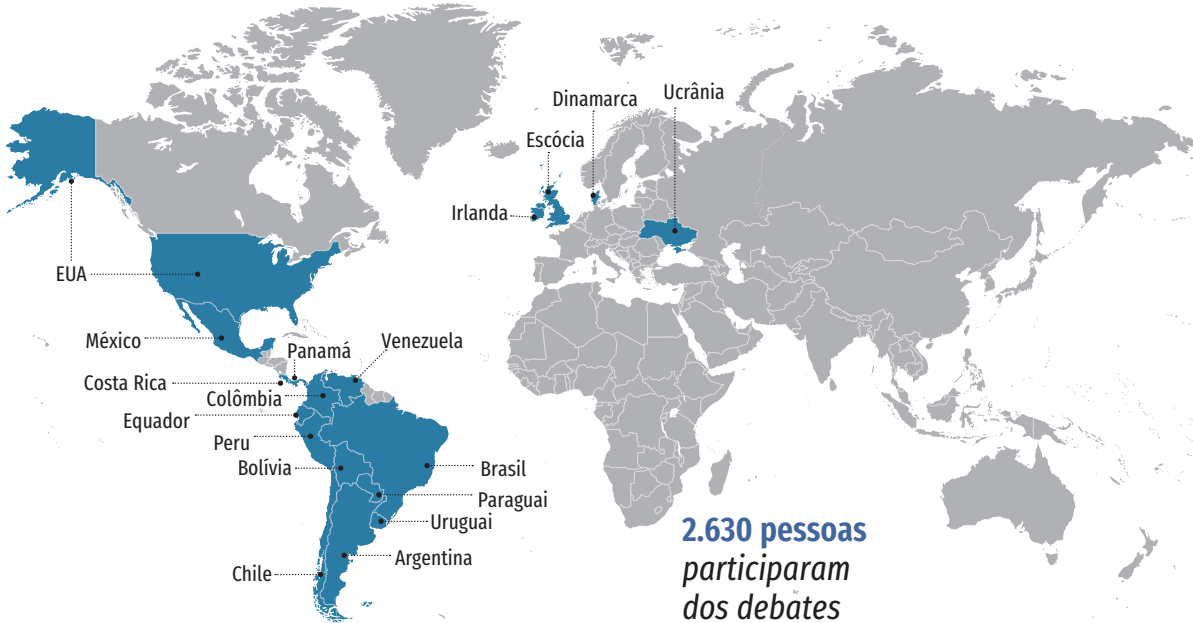 Ucrânia
Dinamarca
Escócia
Irlanda
EUA
México
Panamá
Venezuela
Costa Rica
Colômbia
Equador
Peru
Bolívia
Brasil
Paraguai
Uruguai
Argentina
Chile
2.630 pessoas
participaram
dos debates